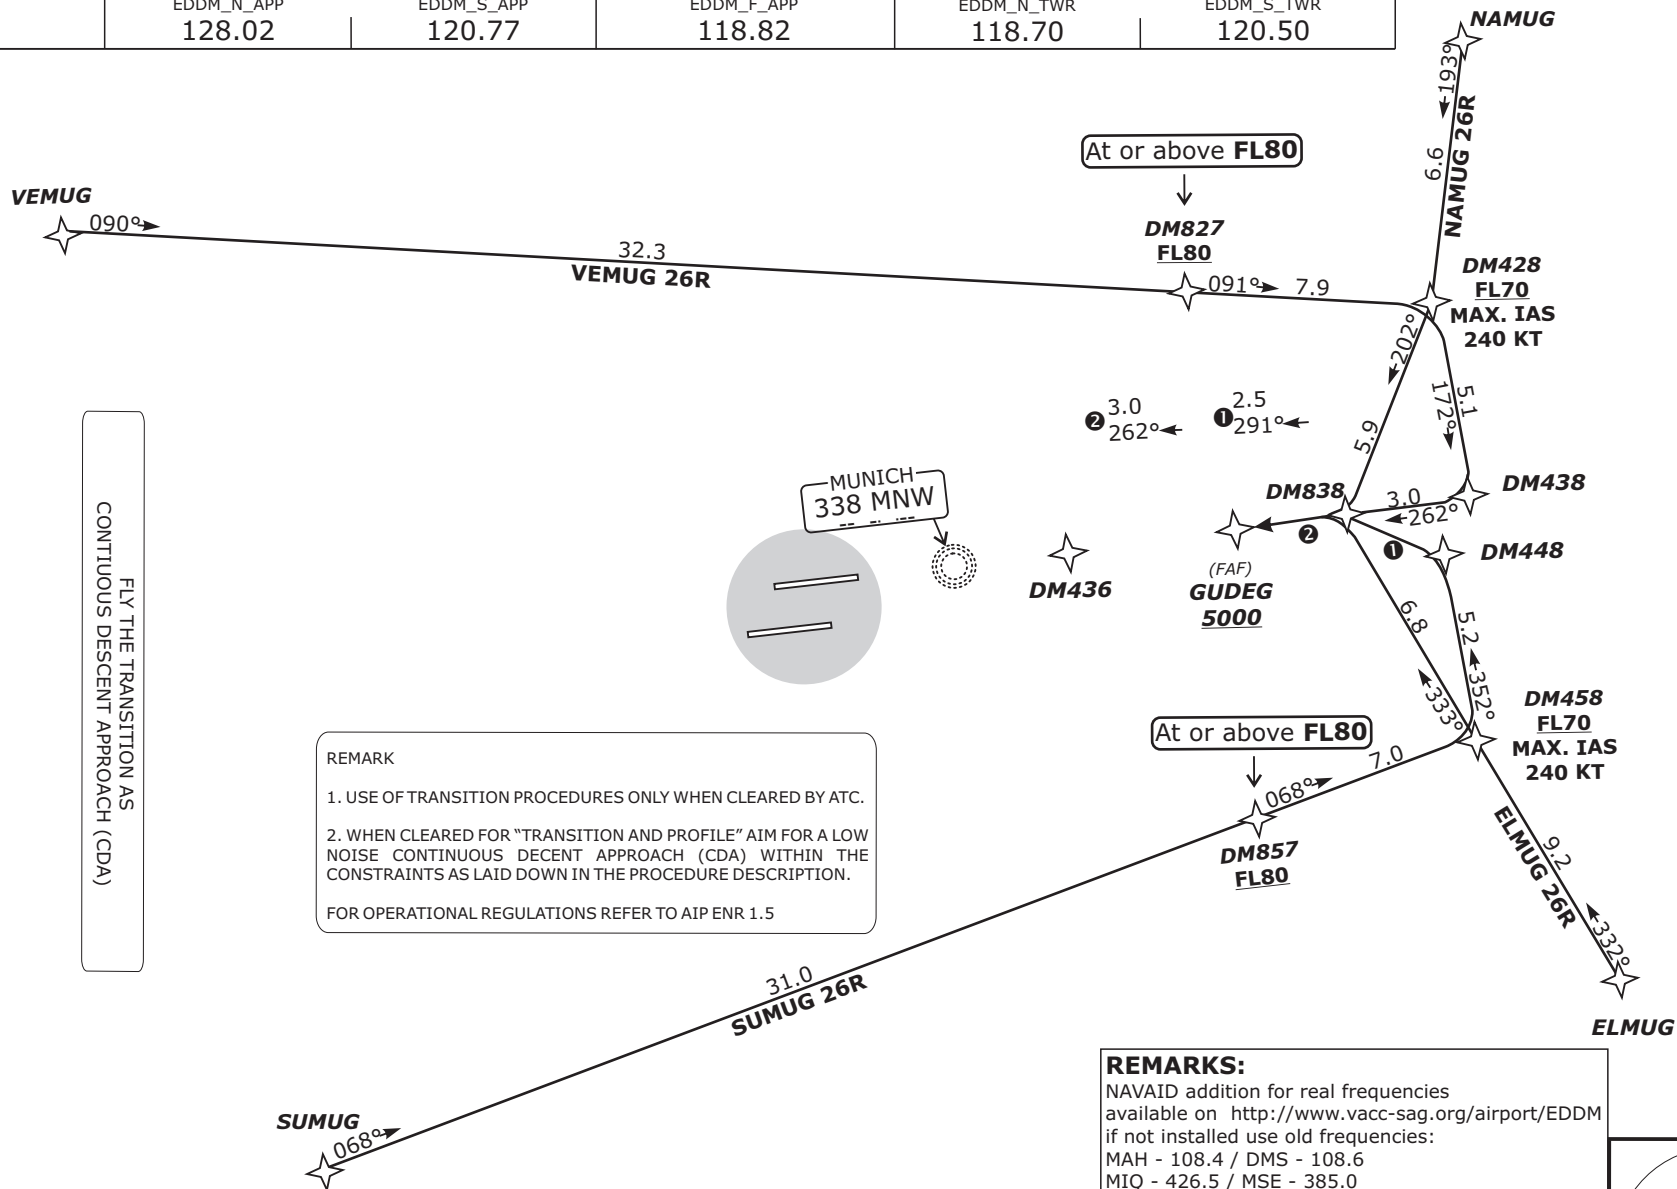 EDDM_N_APP
128.02
EDDM_S_APP
120.77
EDDM_F_APP
118.82
EDDM_N_TWR
118.70
EDDM_S_TWR
120.50
NAMUG
193°
6.6
NAMUG 26R
At or above FL80
VEMUG
090°
32.3
VEMUG 26R
DM827
FL80
091°
7.9
DM428
FL70
MAX. IAS
240 KT
202°
5.9
5.1
172°
❷ 3.0
262°
❶ 2.5
291°
MUNICH
338 MNW
DM838
3.0
262°
DM438
❷
❶
DM448
DM436
(FAF)
GUDEG
5000
6.8
333°
5.2
352°
DM458
FL70
MAX. IAS
240 KT
FLY THE TRANSITION AS
CONTIUOUS DESCENT APPROACH (CDA)
REMARK
1. USE OF TRANSITION PROCEDURES ONLY WHEN CLEARED BY ATC.
2. WHEN CLEARED FOR "TRANSITION AND PROFILE" AIM FOR A LOW
NOISE CONTINUOUS DECENT APPROACH (CDA) WITHIN THE
CONSTRAINTS AS LAID DOWN IN THE PROCEDURE DESCRIPTION.
FOR OPERATIONAL REGULATIONS REFER TO AIP ENR 1.5
At or above FL80
068°
7.0
DM857
FL80
9.2
ELMUG 26R
332°
ELMUG
31.0
SUMUG 26R
SUMUG
068°
REMARKS:
NAVAID addition for real frequencies
available on http://www.vacc-sag.org/airport/EDDM
if not installed use old frequencies:
MAH - 108.4 / DMS - 108.6
MIQ - 426.5 / MSE - 385.0